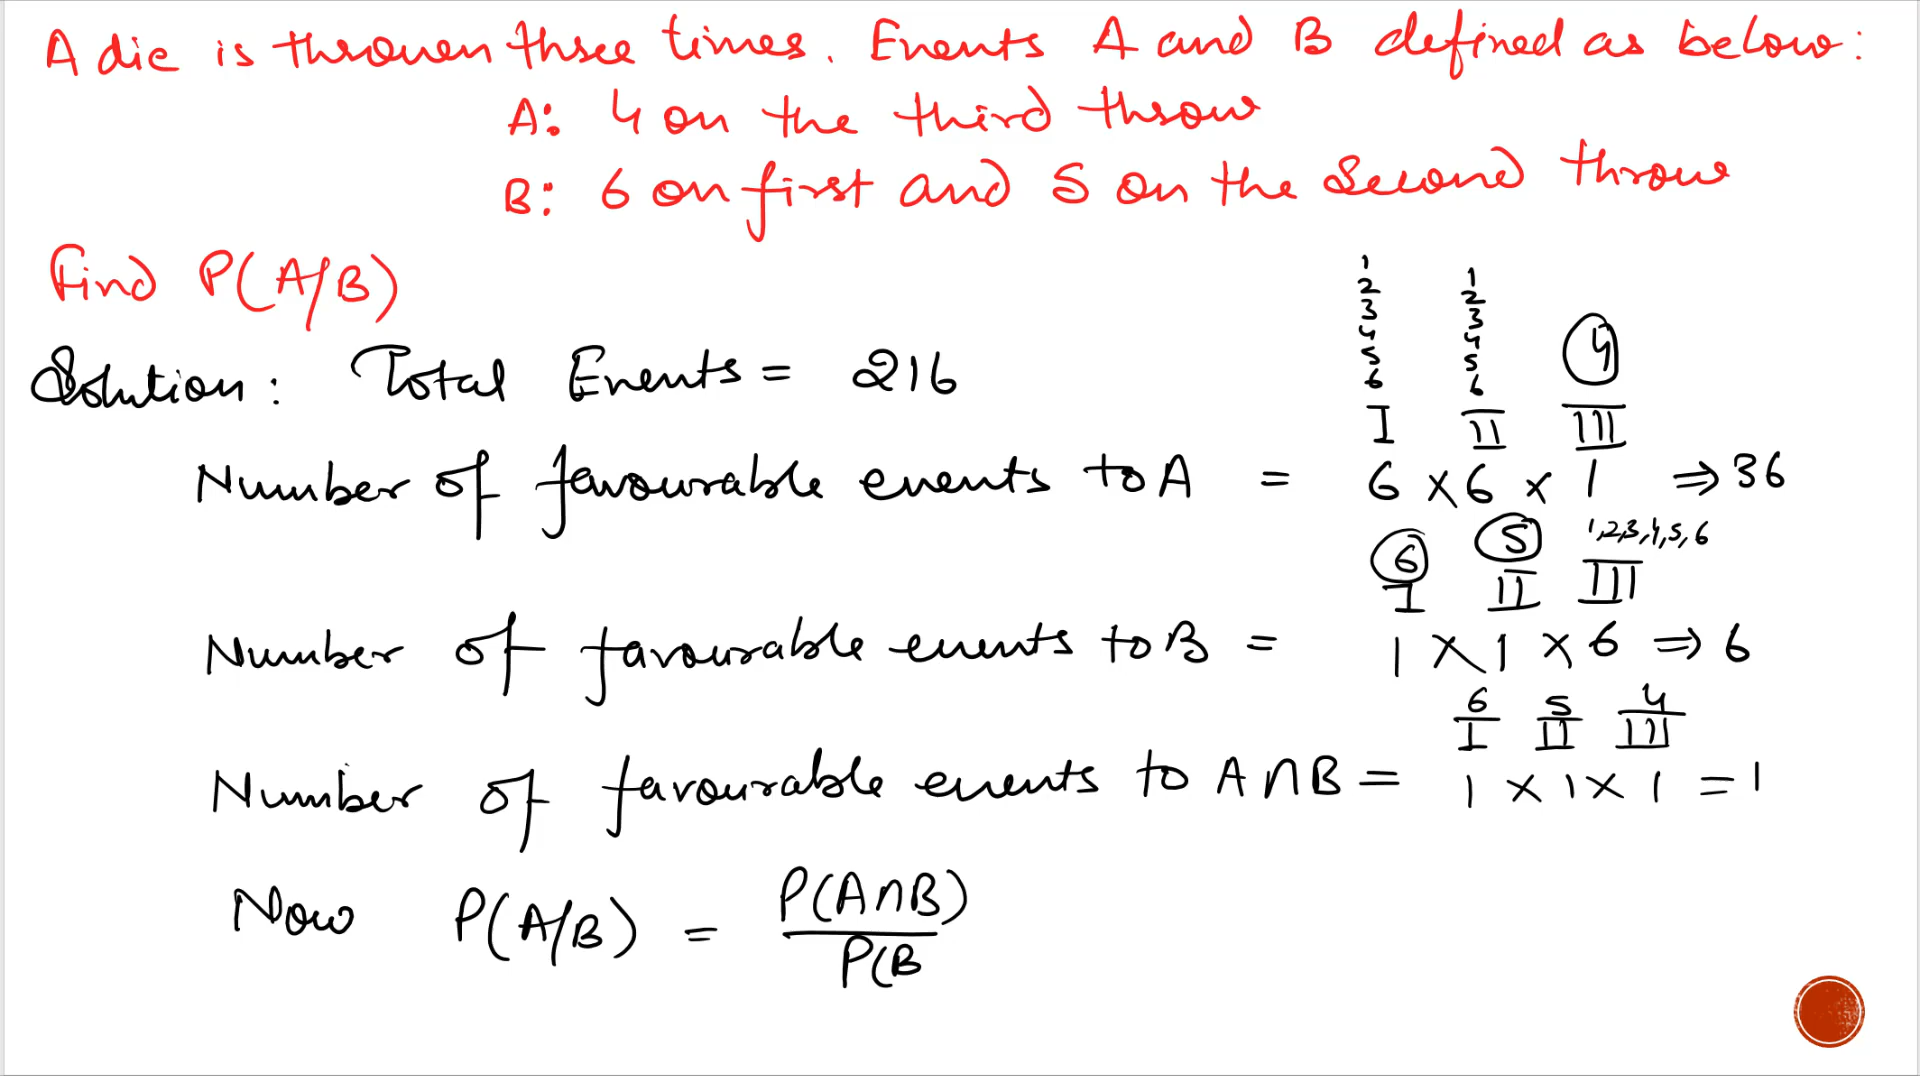 A die is thrown three times. Events A and B defined as below:
A: 4 on the third throw
B: 6 on first and 5 on the Second throw
Find P(A/B)
Solution: Total Events = 216
1
2
3
4
5
6
I
1
2
3
4
5
6
II
4
III
Number of favourable events to A = 6 × 6 × 1 ⇒ 36
6 5 1,2,3,4,5,6
I II III
Number of favourable events to B = 1 × 1 × 6 ⇒ 6
6 5 4
I II III
Number of favourable events to A∩B = 1 × 1 × 1 = 1
Now P(A/B) = P(A∩B)
P(B